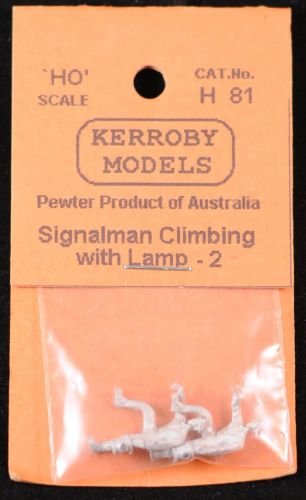 'HO' CAT.No.
SCALE H 81
KERROBY
MODELS
Pewter Product of Australia
Signalman Climbing
with Lamp - 2